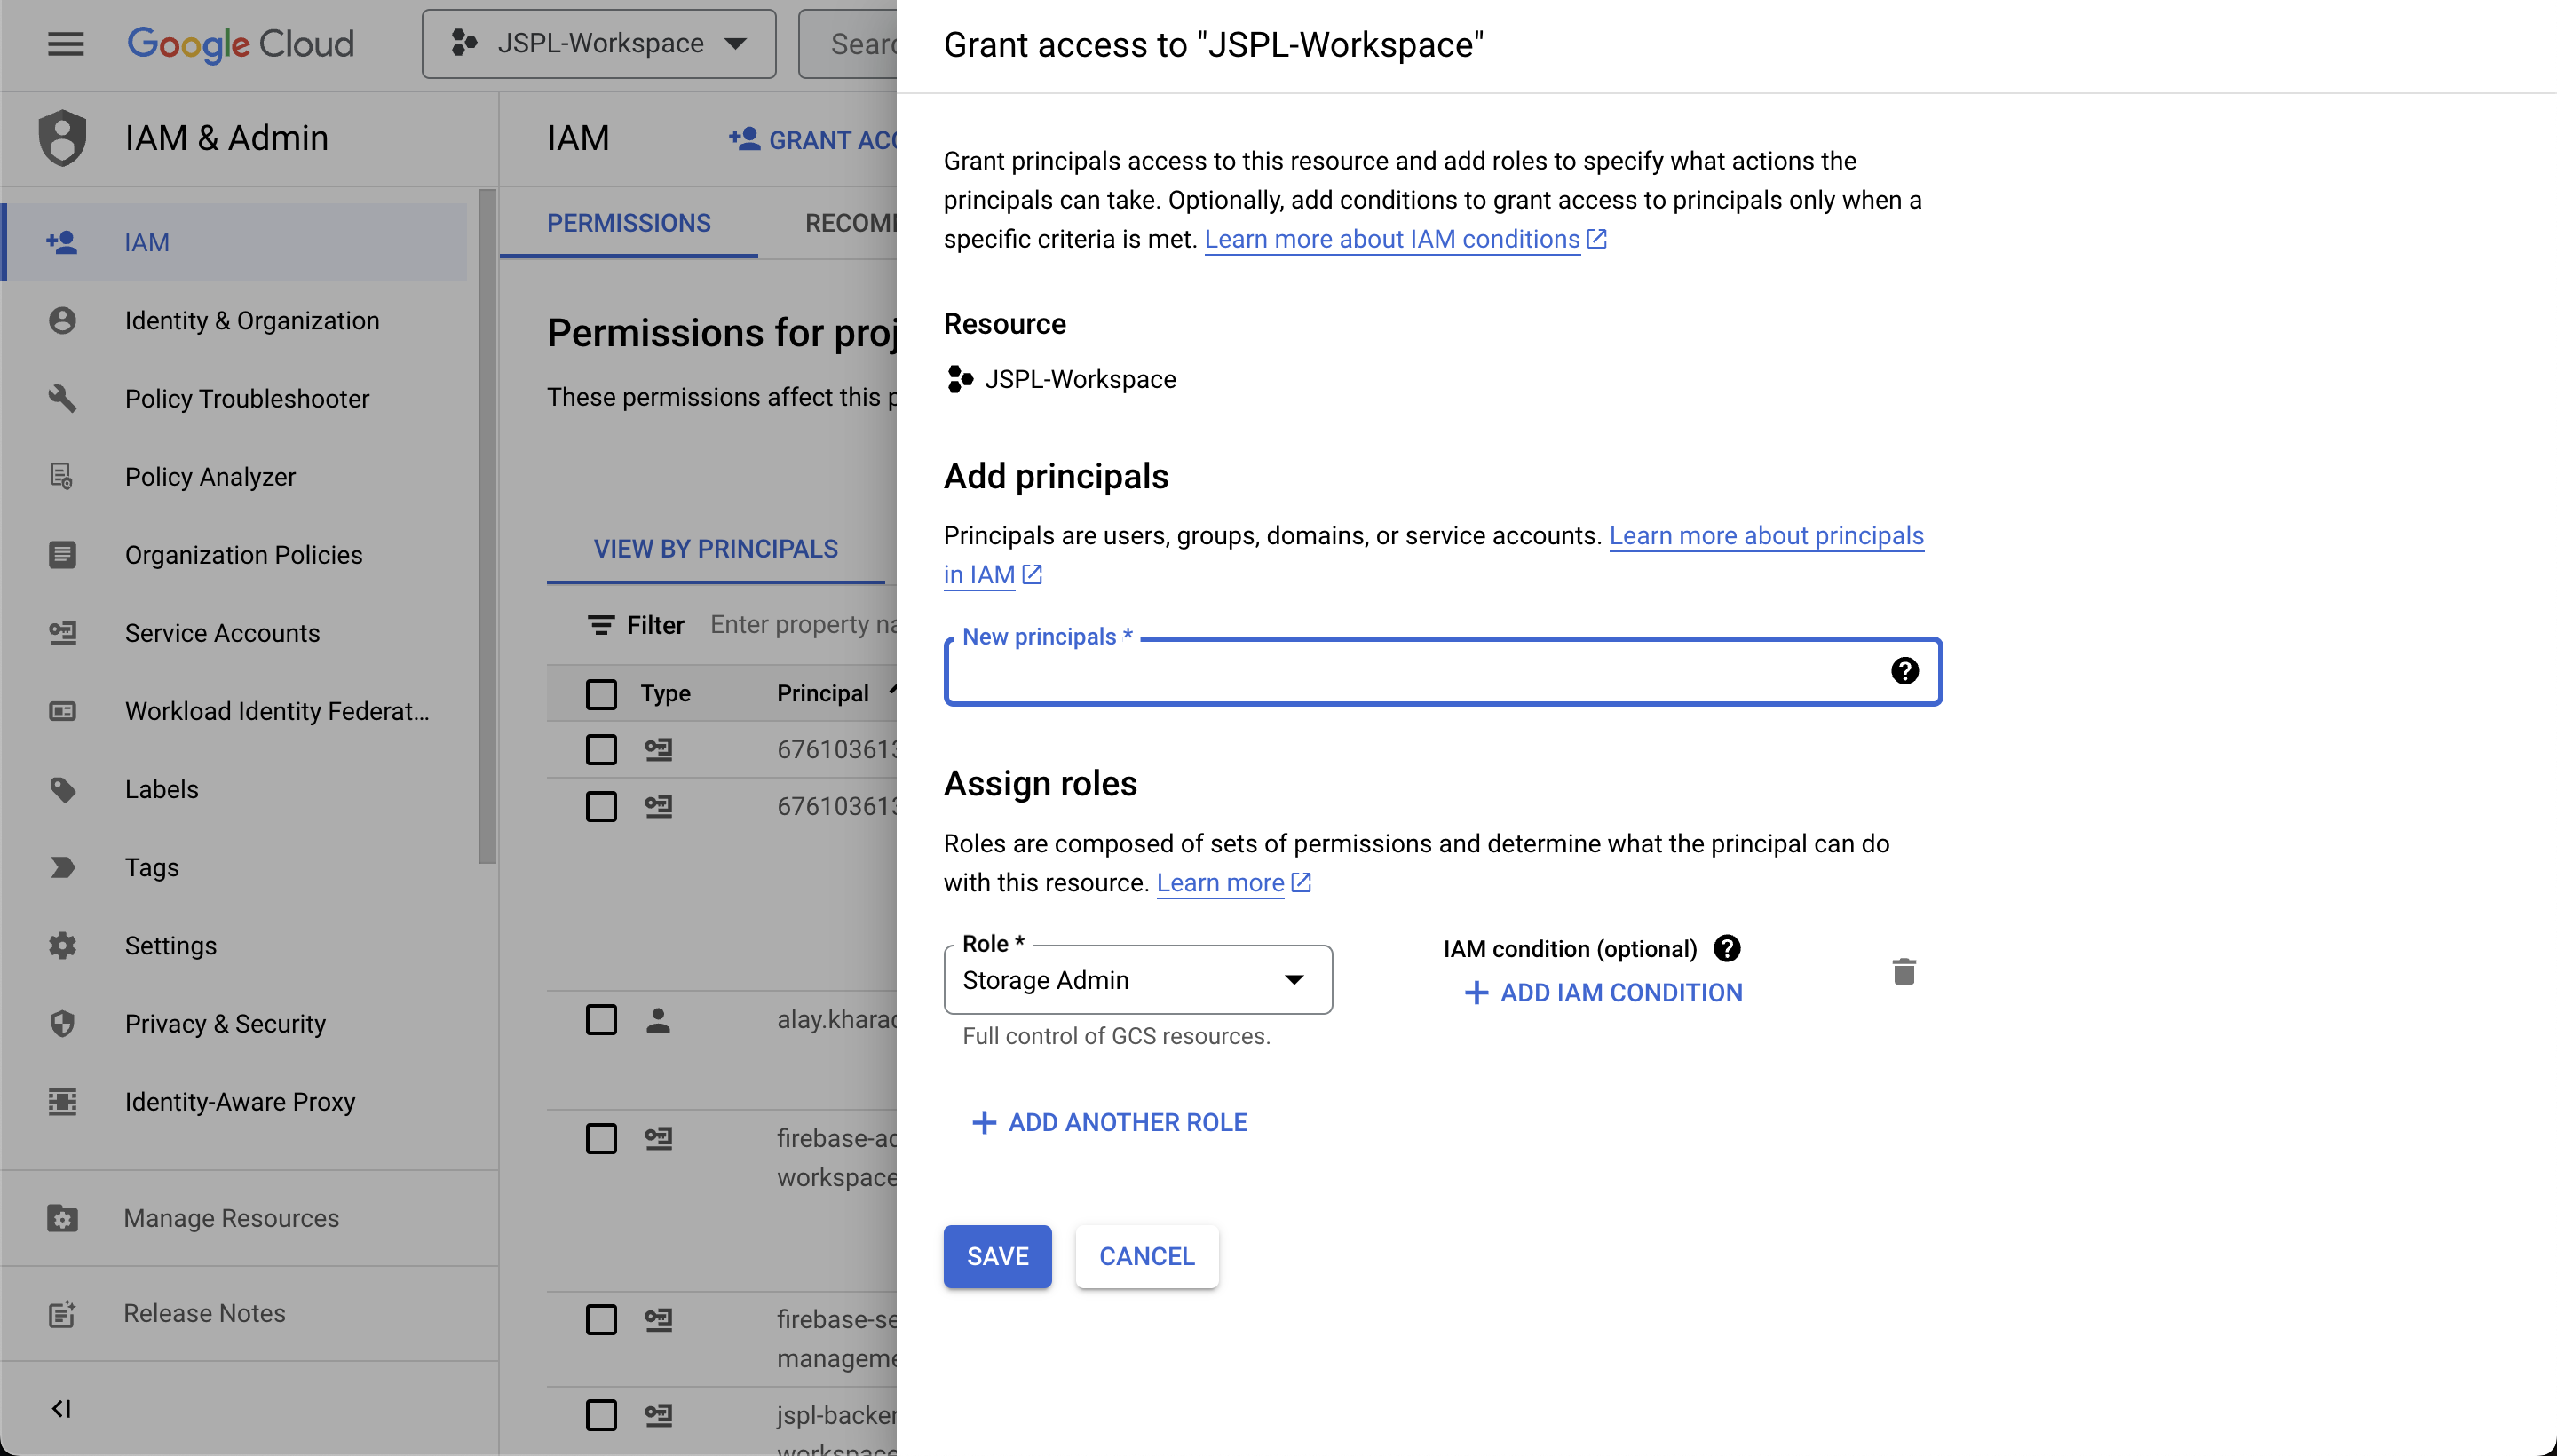 Google Cloud
JSPL-Workspace
IAM & Admin
IAM
Identity & Organization
Policy Troubleshooter
Policy Analyzer
Organization Policies
Service Accounts
Workload Identity Federat...
Labels
Tags
Settings
Privacy & Security
Identity-Aware Proxy
Manage Resources
Release Notes
IAM
GRANT ACC
PERMISSIONS
RECOM
Permissions for proj
These permissions affect this p
VIEW BY PRINCIPALS
Filter Enter property na
Type Principal
676103613
676103613
alay.kharad
firebase-ad
workspace
firebase-se
manageme
jspl-backen
workspace
Grant access to "JSPL-Workspace"
Grant principals access to this resource and add roles to specify what actions the
principals can take. Optionally, add conditions to grant access to principals only when a
specific criteria is met. Learn more about IAM conditions
Resource
JSPL-Workspace
Add principals
Principals are users, groups, domains, or service accounts. Learn more about principals
in IAM
New principals *
Assign roles
Roles are composed of sets of permissions and determine what the principal can do
with this resource. Learn more
Role *
Storage Admin
Full control of GCS resources.
IAM condition (optional)
ADD IAM CONDITION
ADD ANOTHER ROLE
SAVE
CANCEL